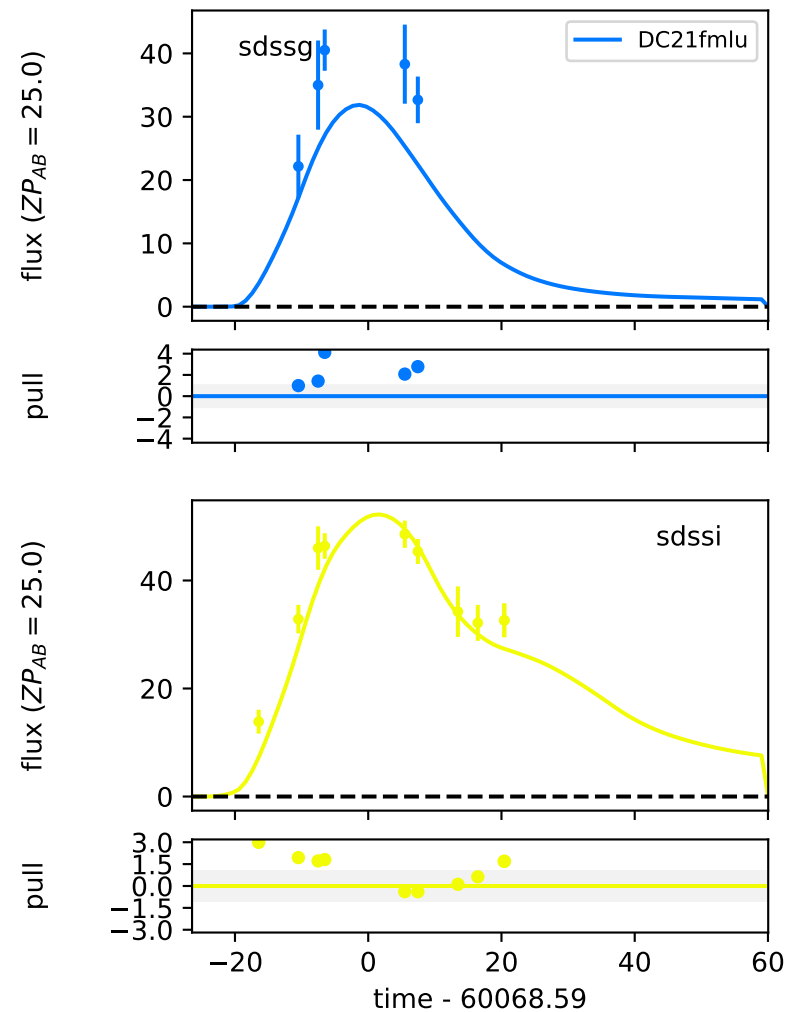 sdssg
DC21fmlu
flux (ZP_AB = 25.0)
40
30
20
10
0
pull
4
2
0
−2
−4
sdssi
flux (ZP_AB = 25.0)
40
20
0
pull
3.0
1.5
0.0
−1.5
−3.0
−20 0 20 40 60
time - 60068.59